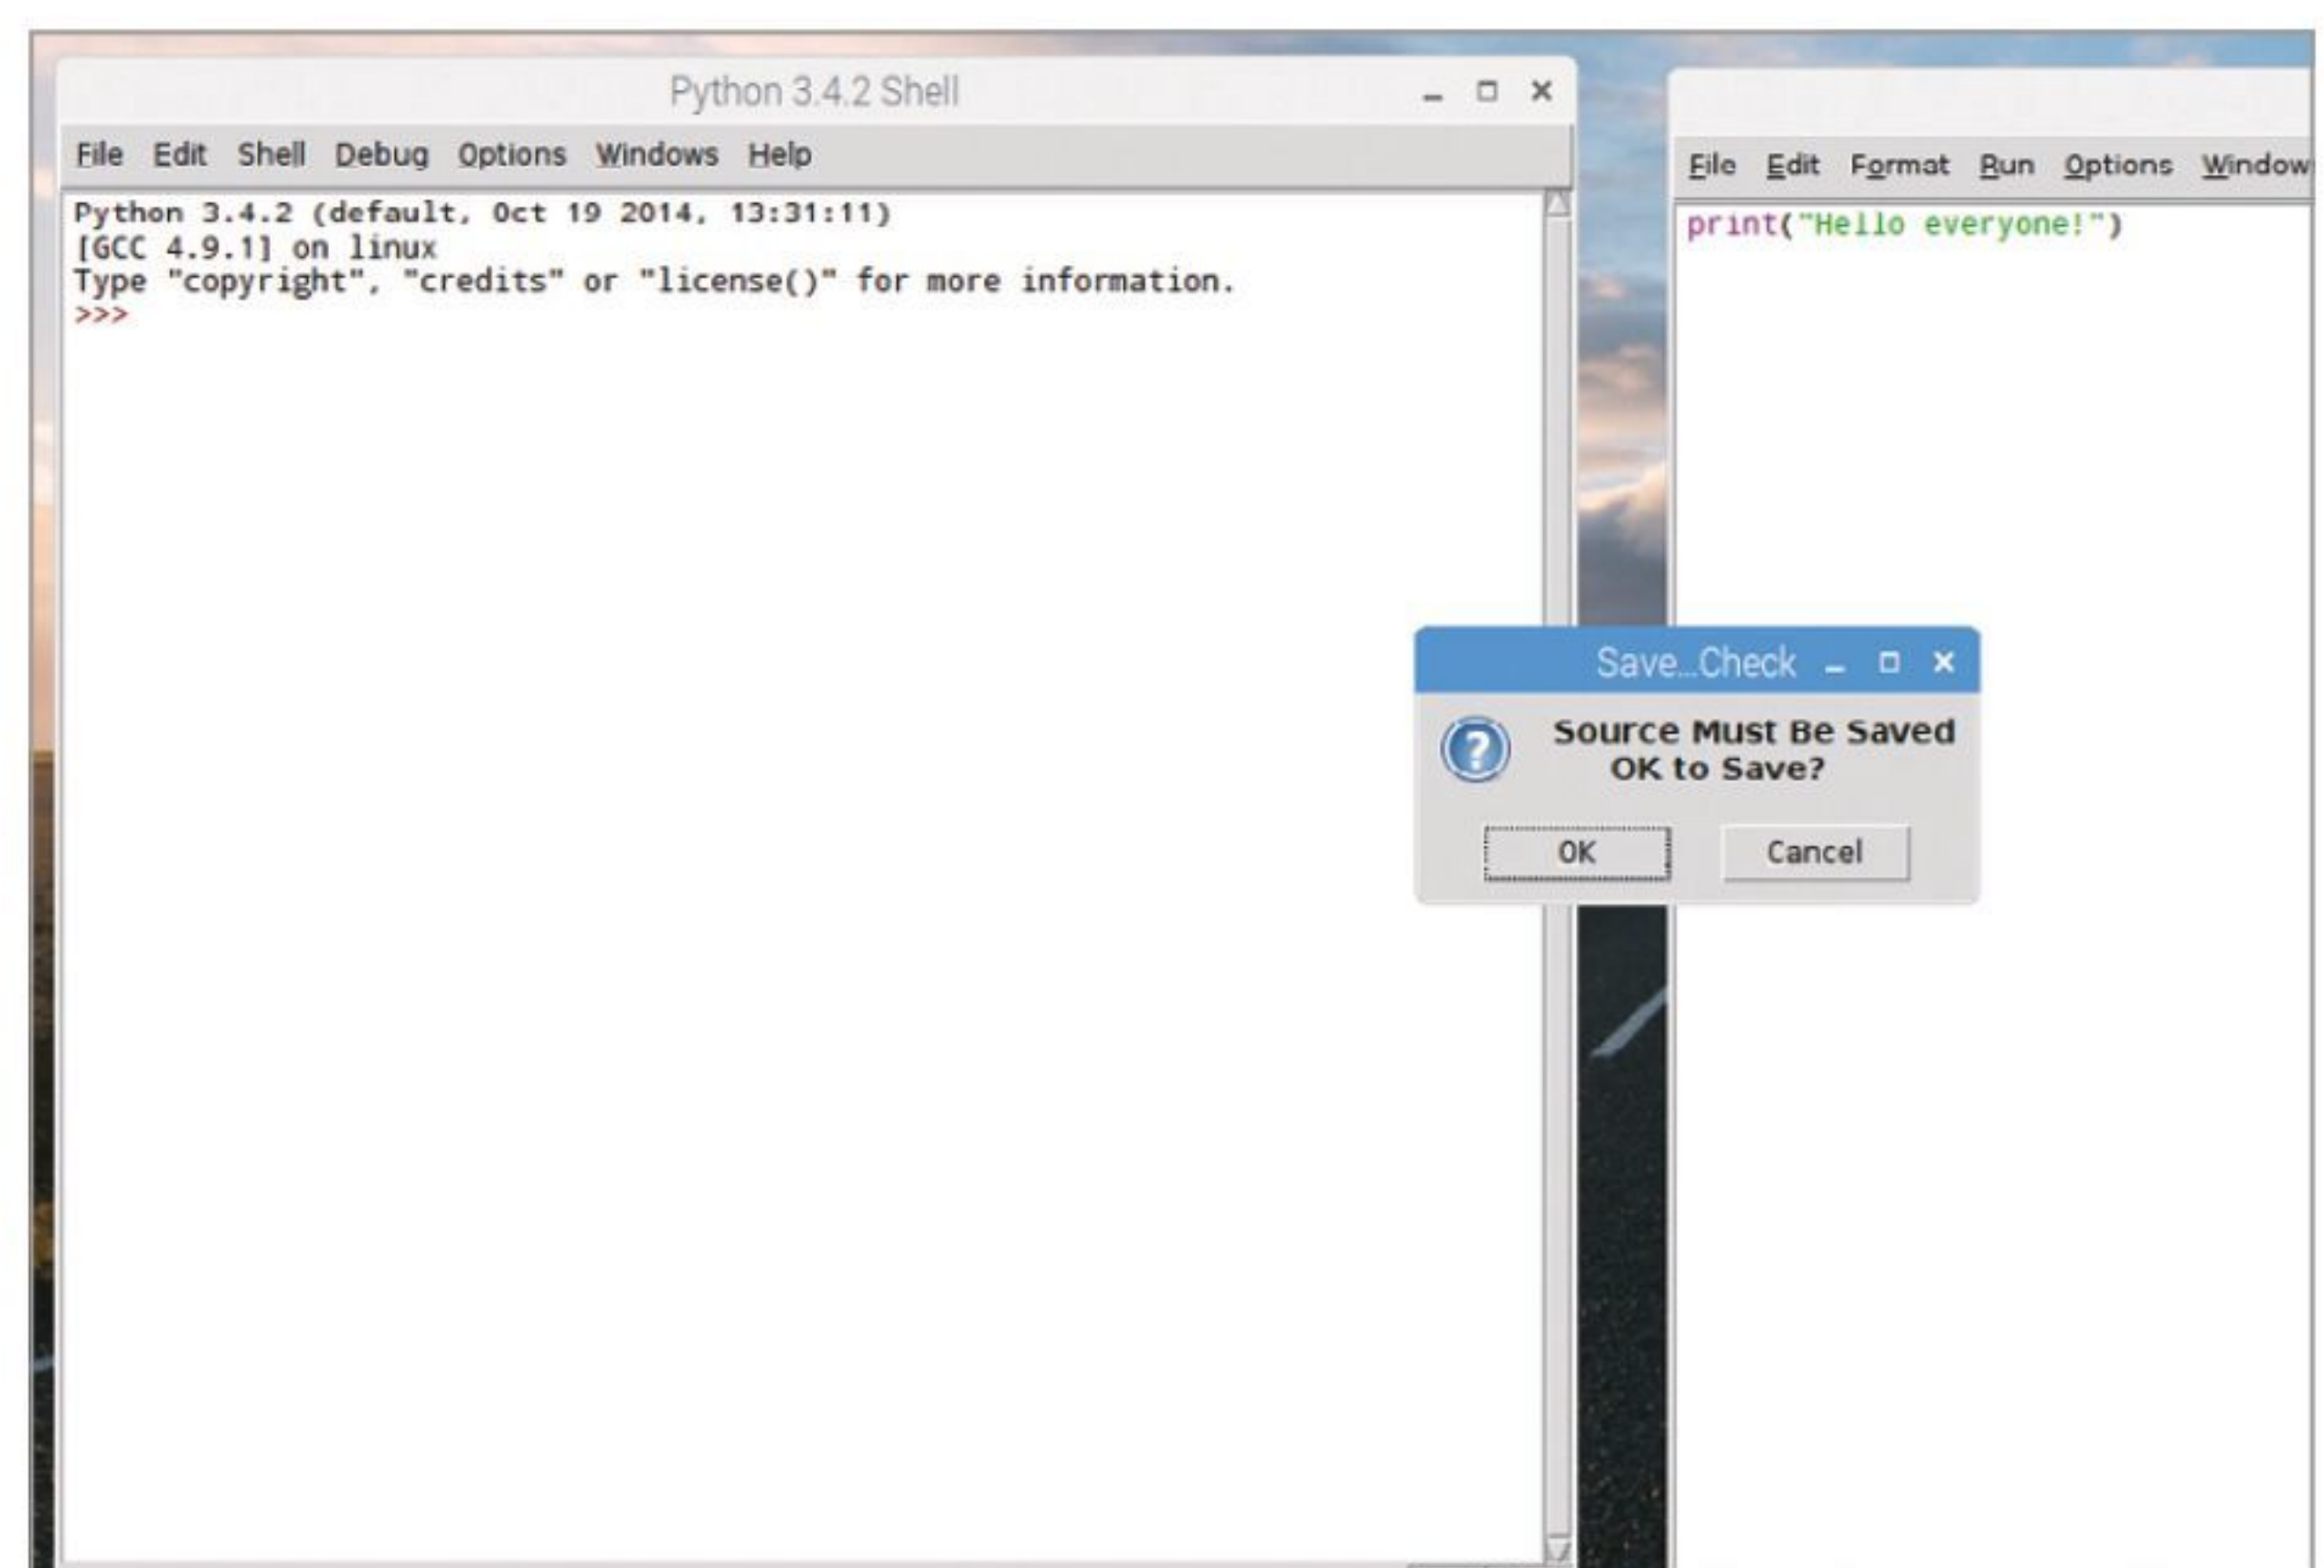 Python 3.4.2 Shell
File Edit Shell Debug Options Windows Help
Python 3.4.2 (default, Oct 19 2014, 13:31:11)
[GCC 4.9.1] on linux
Type "copyright", "credits" or "license()" for more information.
>>>
File Edit Format Run Options Window
print("Hello everyone!")
Save...Check
Source Must Be Saved
OK to Save?
OK Cancel